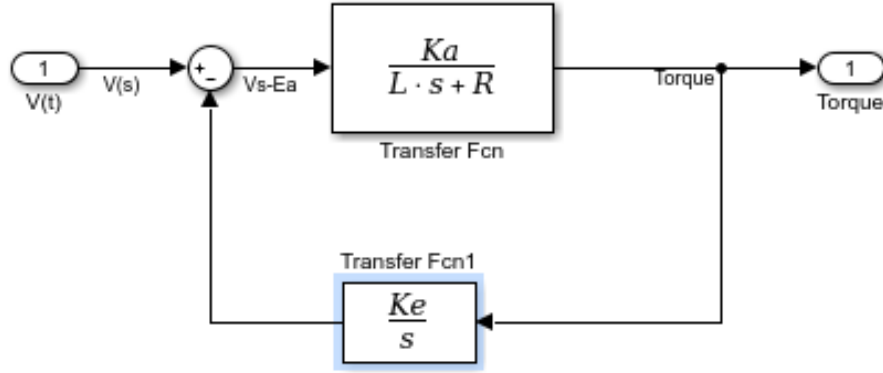 1
V(t)
V(s)
+
-
Vs-Ea
Ka
L · s + R
Transfer Fcn
Torque
1
Torque
Transfer Fcn1
Ke
s